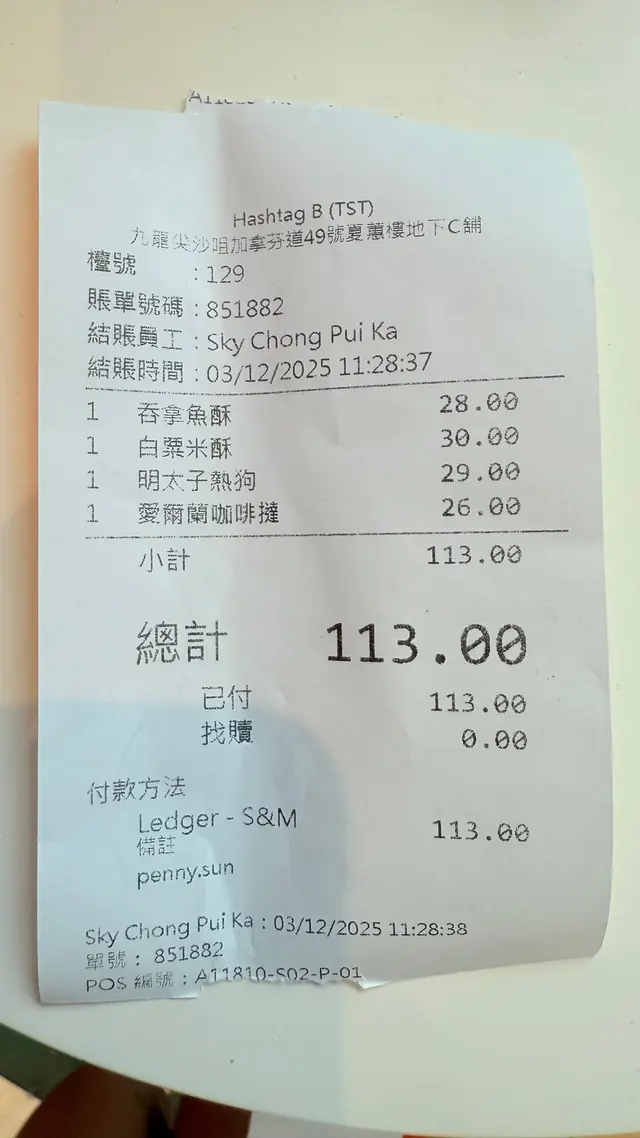 Hashtag B (TST)
九龍尖沙咀加拿芬道49號夏蕙樓地下C舖
檯號 : 129
賬單號碼 : 851882
結賬員工 : Sky Chong Pui Ka
結賬時間 : 03/12/2025 11:28:37
1 吞拿魚酥 28.00
1 白粟米酥 30.00
1 明太子熱狗 29.00
1 愛爾蘭咖啡撻 26.00
小計 113.00
總計 113.00
已付 113.00
找贖 0.00
付款方法
Ledger - S&M 113.00
備註
penny.sun
Sky Chong Pui Ka : 03/12/2025 11:28:38
單號 : 851882
POS 編號 : A11810-S02-P-01